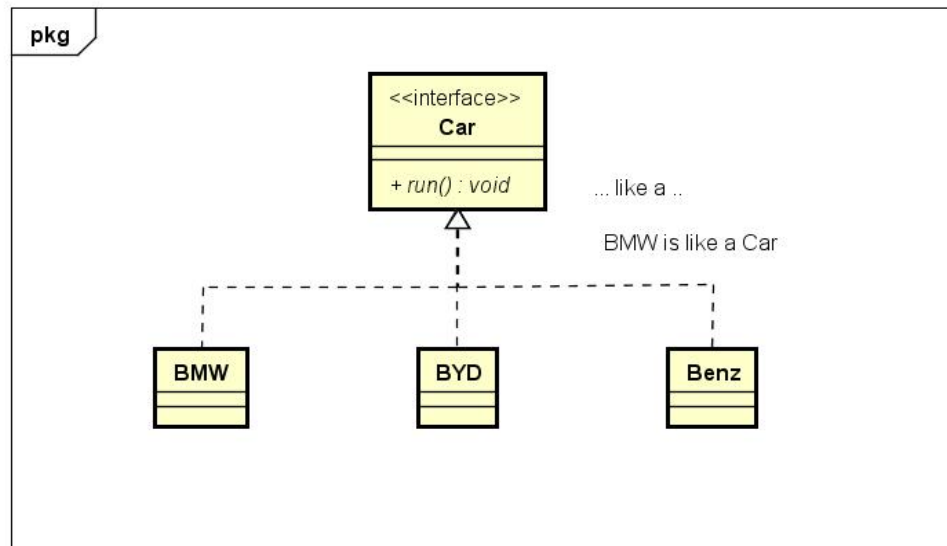 pkg
<<interface>>
Car
+ run() : void
... like a ..
BMW is like a Car
BMW
BYD
Benz